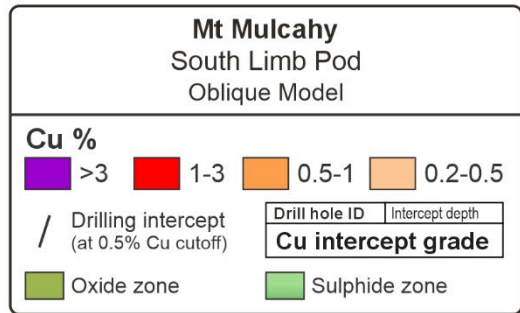 Mt Mulcahy
South Limb Pod
Oblique Model
Cu %
>3 1-3 0.5-1 0.2-0.5
Drilling intercept
(at 0.5% Cu cutoff)
Drill hole ID Intercept depth
Cu intercept grade
Oxide zone Sulphide zone